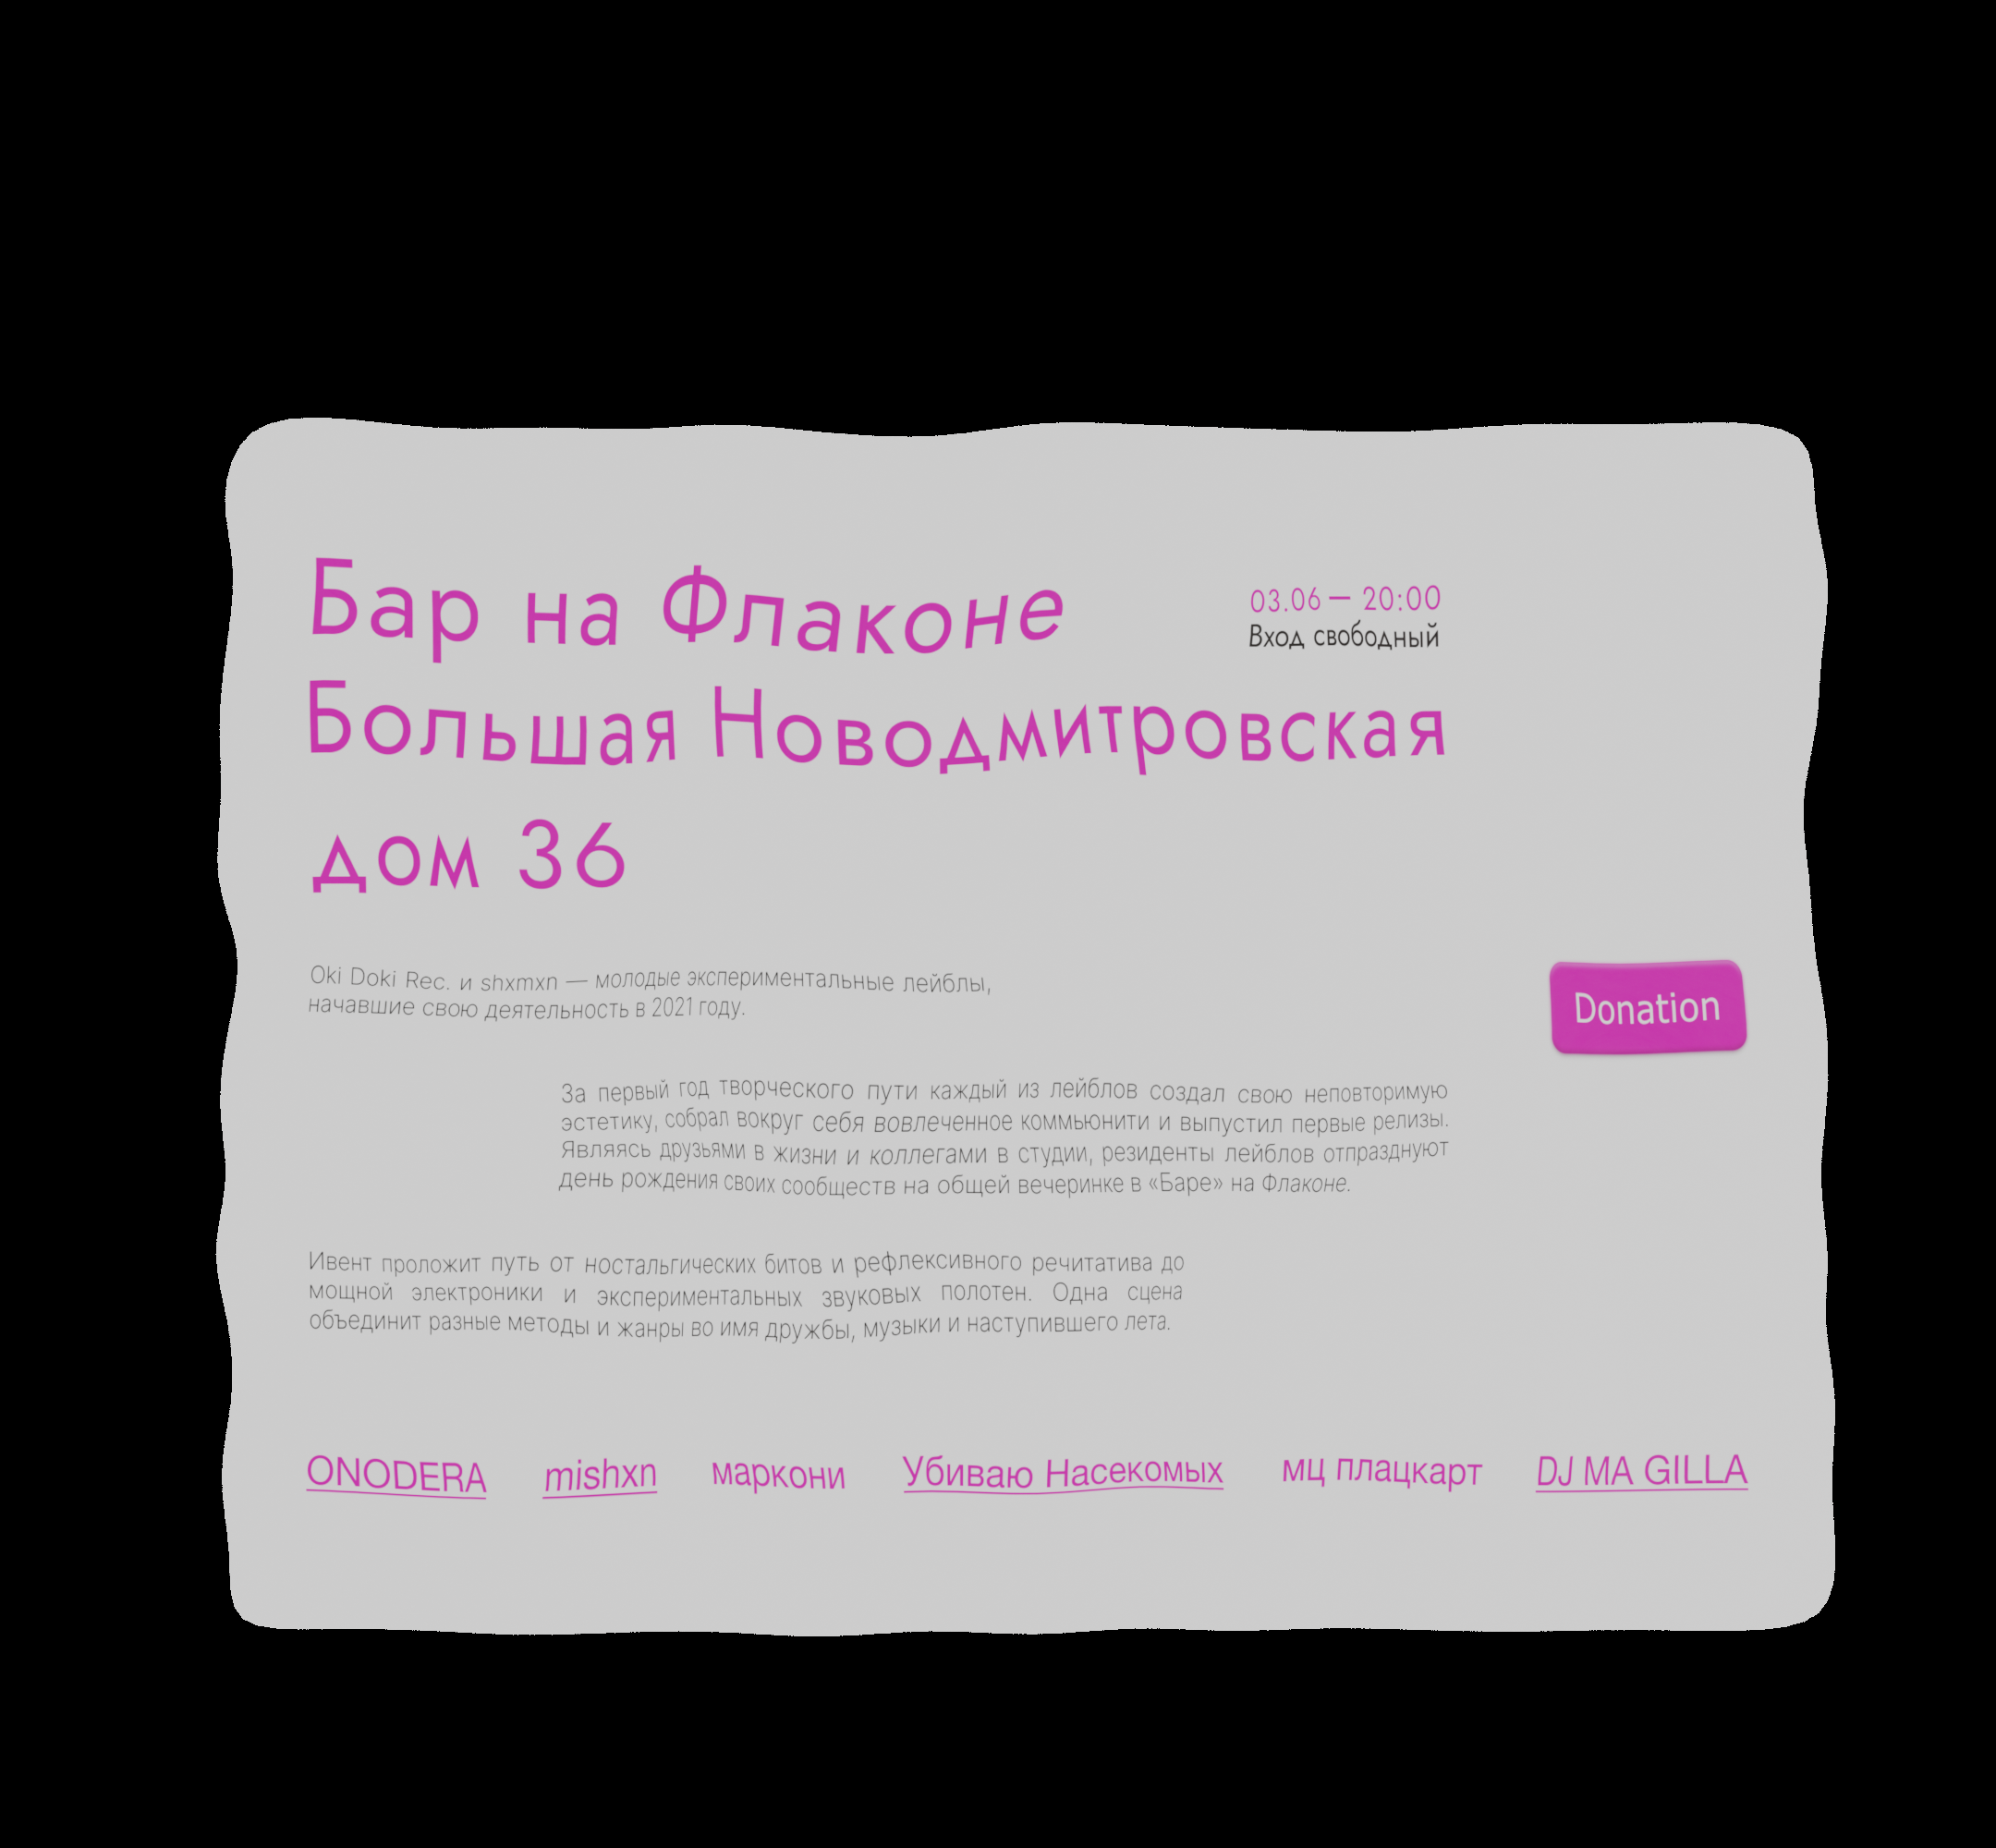 Бар на Флаконе
03.06 — 20:00
Вход свободный
Большая Новодмитровская
дом 36
Oki Doki Rec. и shxmxn — молодые экспериментальные лейблы,
начавшие свою деятельность в 2021 году.
Donation
За первый год творческого пути каждый из лейблов создал свою неповторимую
эстетику, собрал вокруг себя вовлеченное коммьюнити и выпустил первые релизы.
Являясь друзьями в жизни и коллегами в студии, резиденты лейблов отпразднуют
день рождения своих сообществ на общей вечеринке в «Баре» на Флаконе.
Ивент проложит путь от ностальгических битов и рефлексивного речитатива до
мощной электроники и экспериментальных звуковых полотен. Одна сцена
объединит разные методы и жанры во имя дружбы, музыки и наступившего лета.
ONODERA mishxn маркони Убиваю Насекомых мц плацкарт DJ MA GILLA